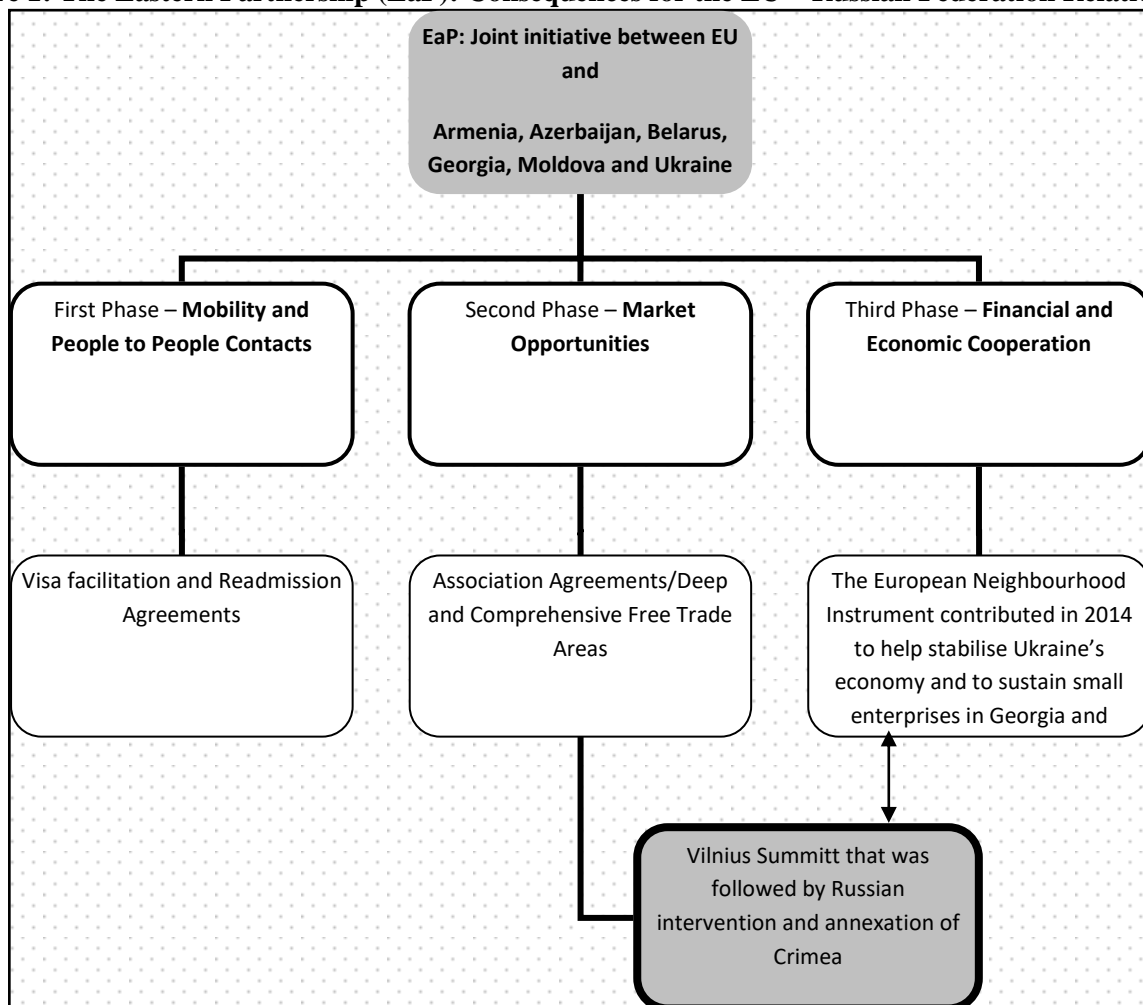 The Eastern Partnership (EaP): Consequences for the EU – Russian Federation
EaP: Joint initiative between EU
and
Armenia, Azerbaijan, Belarus,
Georgia, Moldova and Ukraine
First Phase – Mobility and
People to People Contacts
Second Phase – Market
Opportunities
Third Phase – Financial and
Economic Cooperation
Visa facilitation and Readmission
Agreements
Association Agreements/Deep
and Comprehensive Free Trade
Areas
The European Neighbourhood
Instrument contributed in 2014
to help stabilise Ukraine’s
economy and to sustain small
enterprises in Georgia and
Vilnius Summitt that was
followed by Russian
intervention and annexation of
Crimea